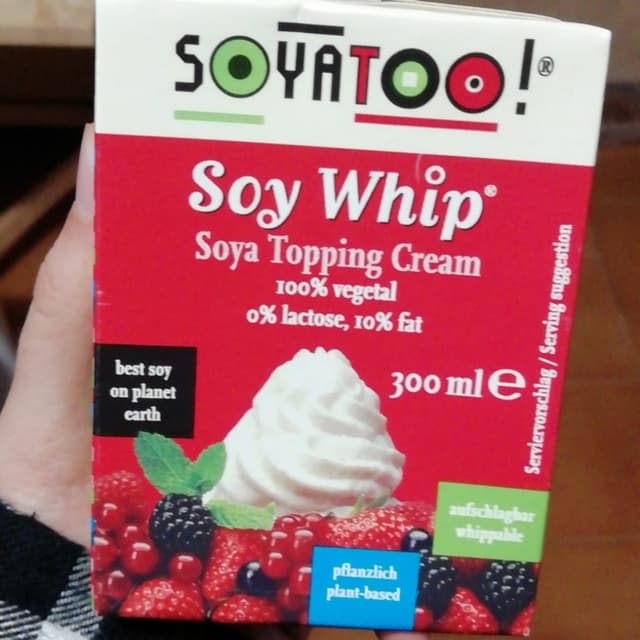 SOYATOO!®
Soy Whip®
Soya Topping Cream
100% vegetal
0% lactose, 10% fat
300 ml e
Serviervorschlag / Serving suggestion
best soy
on planet
earth
aufschlagbar
whippable
pflanzlich
plant-based